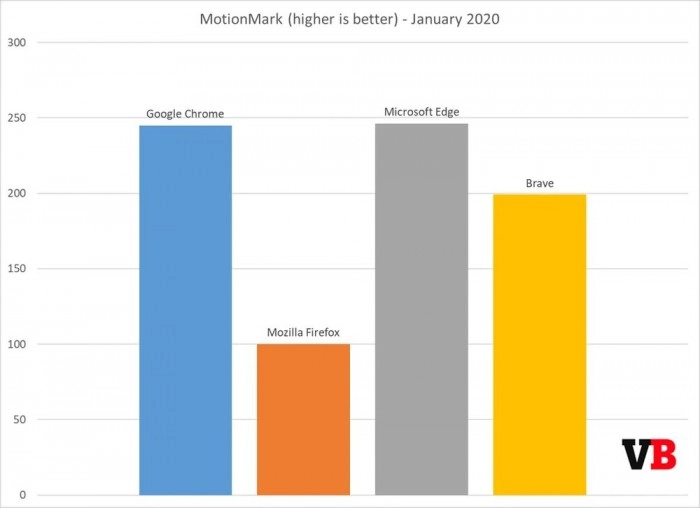 MotionMark (higher is better) - January 2020
300
250
200
150
100
50
0
Google Chrome
Mozilla Firefox
Microsoft Edge
Brave
VB